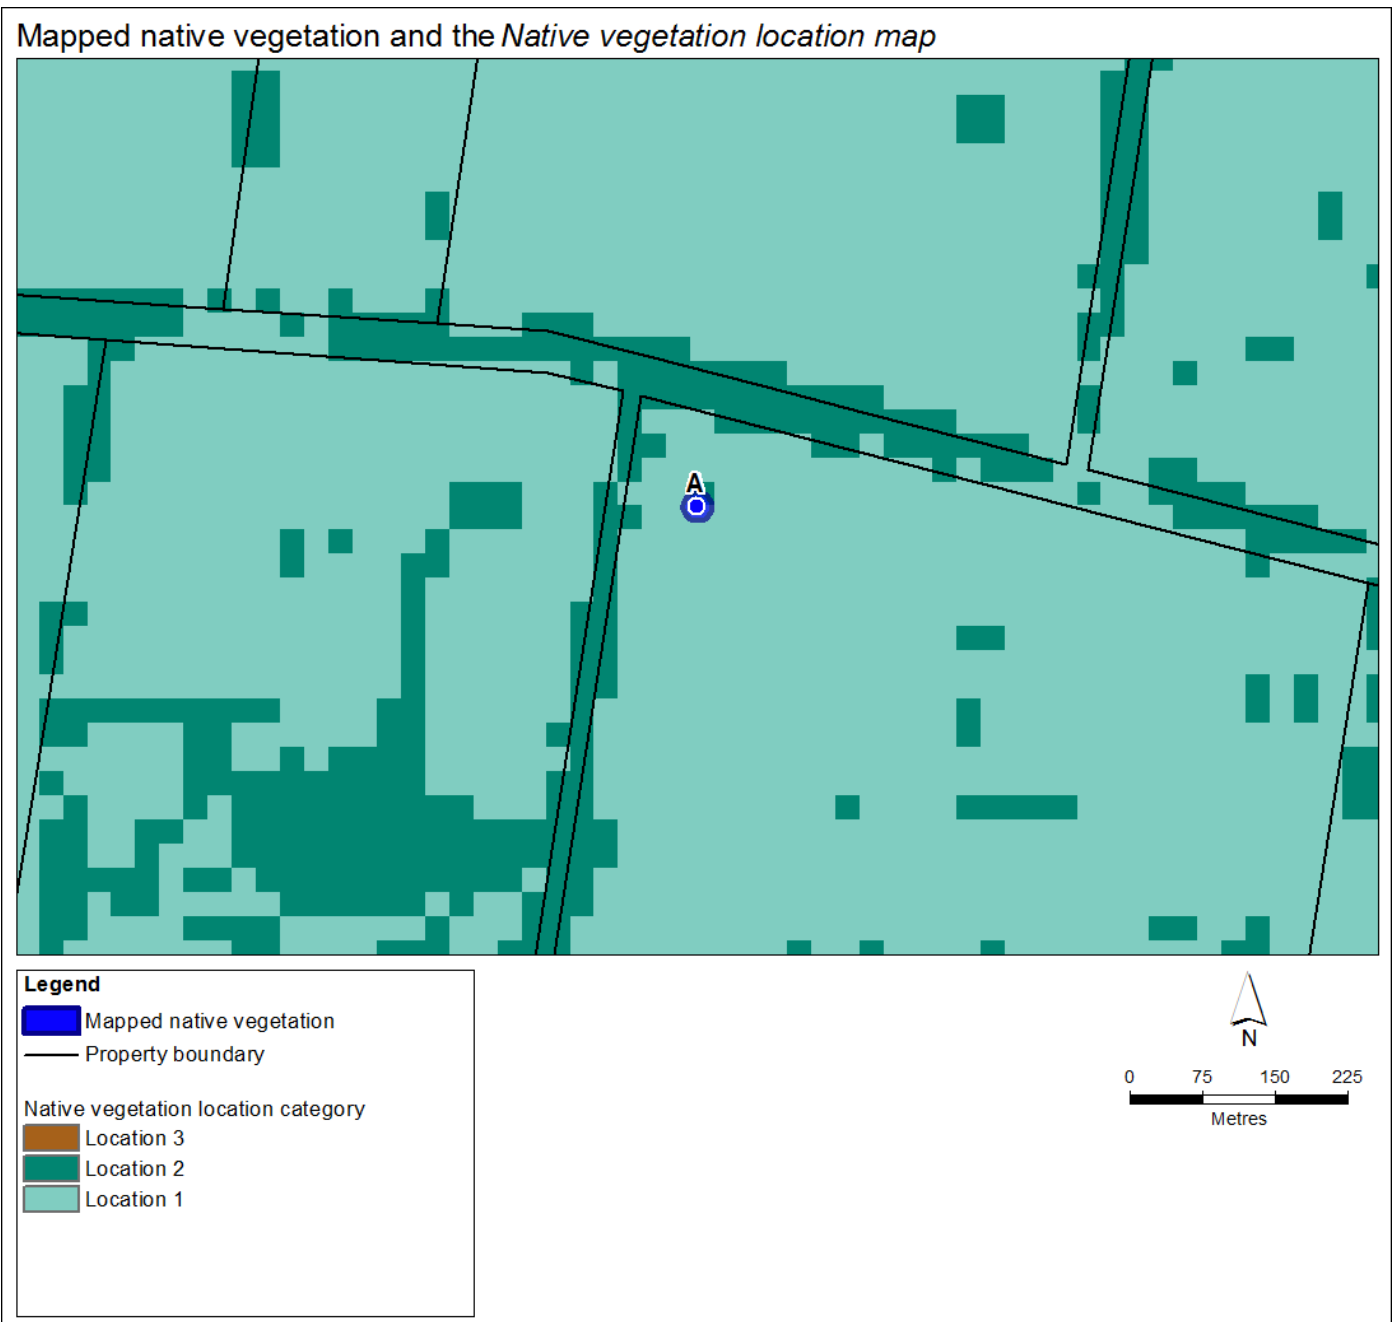 Mapped native vegetation and the Native vegetation location map
A
Legend
Mapped native vegetation
Property boundary
Native vegetation location category
Location 3
Location 2
Location 1
N
0 75 150 225
Metres